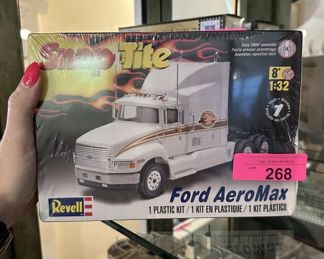 Snap Tite
Easy SNAP assembly
8+
1:32
1
268
Ford AeroMax
Revell
1 PLASTIC KIT / 1 KIT EN PLASTIQUE / 1 KIT PLÁSTICO